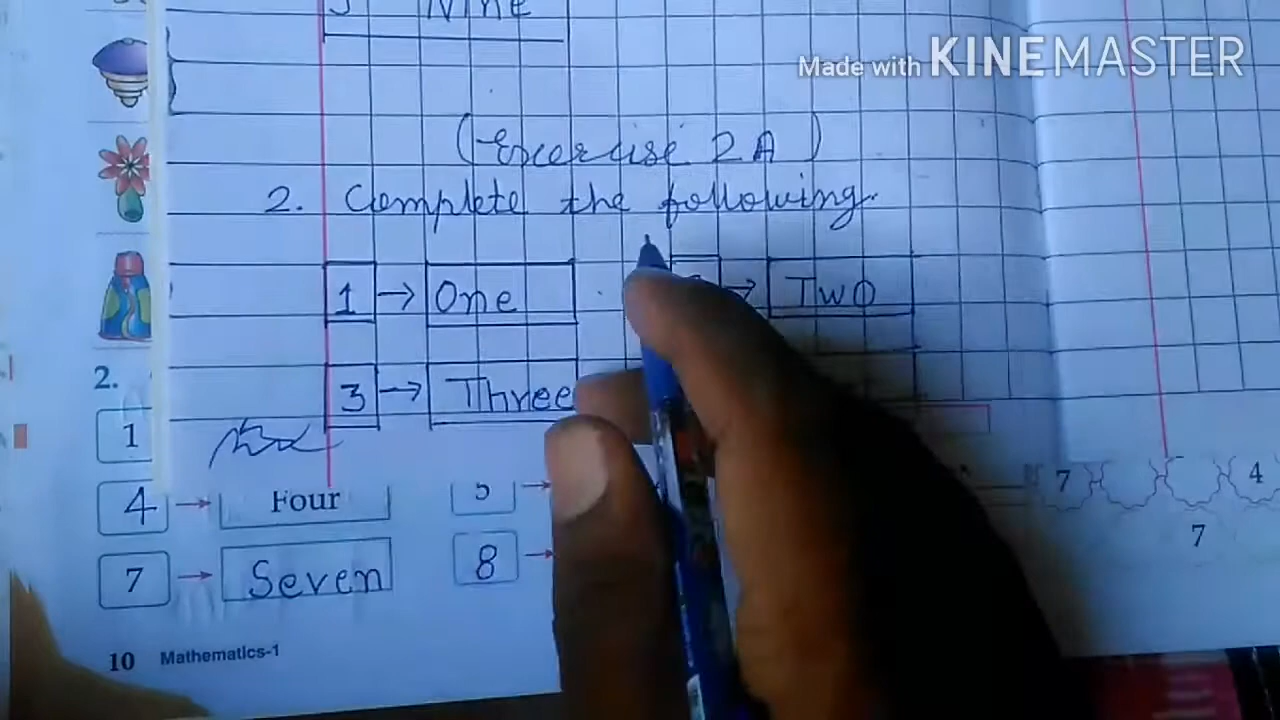 Made with KINEMASTER
(Exercise 2A)
2. Complete the following.
1 → One → Two
3 → Three
2.
1
4 → Four 5 →
7 → Seven 8 →
7 4
7
10 Mathematics-1